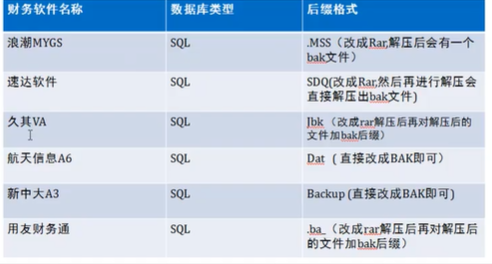 财务软件名称 数据库类型 后缀格式
浪潮MYGS SQL .MSS（改成Rar,解压后会有一个
bak文件）
速达软件 SQL SDQ(改成Rar,然后再进行解压会
直接解压出bak文件)
久其VA SQL Jbk （改成rar解压后再对解压后的
文件加bak后缀）
航天信息A6 SQL Dat （ 直接改成BAK即可）
新中大A3 SQL Backup (直接改成BAK即可）
用友财务通 SQL .ba_（改成rar解压后再对解压后
的文件加bak后缀）